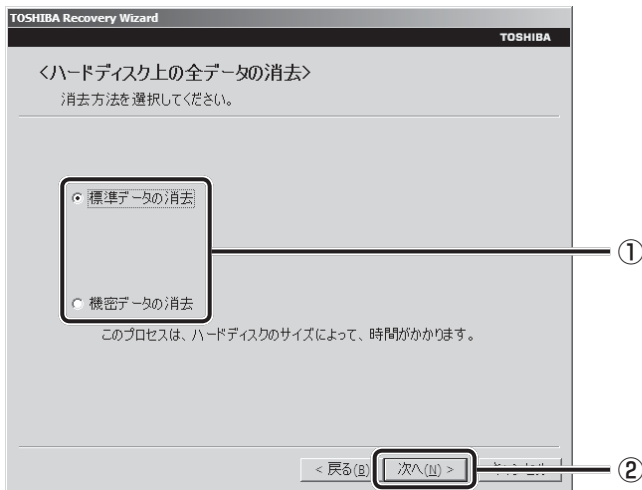 TOSHIBA Recovery Wizard
TOSHIBA
<ハードディスク上の全データの消去>
消去方法を選択してください。
標準データの消去
①
機密データの消去
このプロセスは、ハードディスクのサイズによって、時間がかかります。
< 戻る(B) 次へ(N) >
②